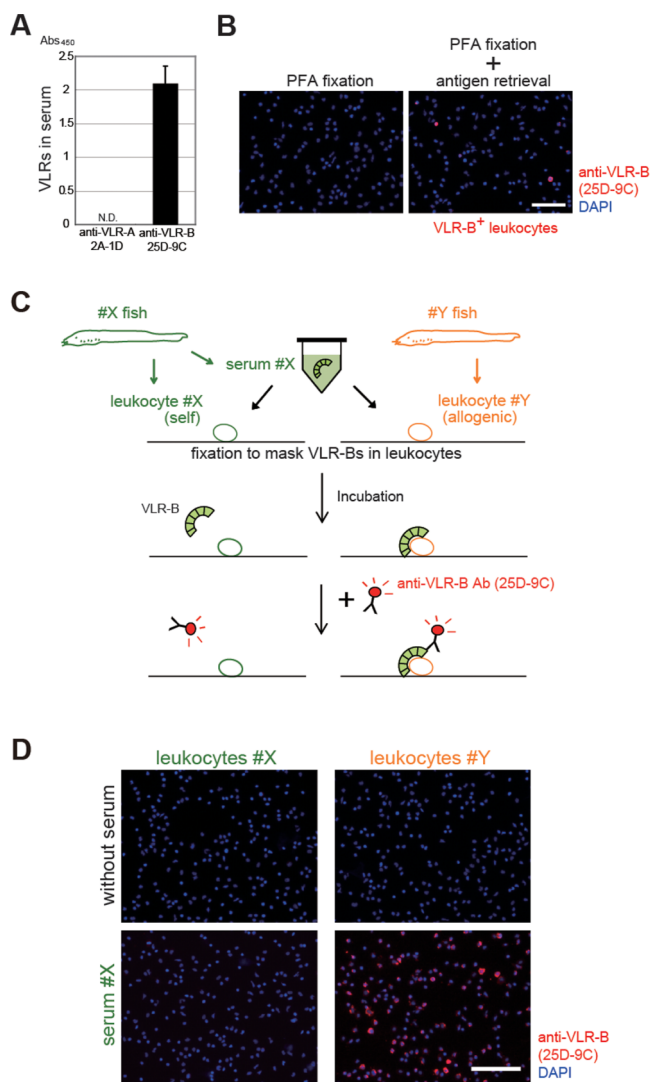 A
Abs450
VLRs in serum
2.5
2
1.5
1
0.5
0
N.D.
anti-VLR-A
2A-1D
anti-VLR-B
25D-9C
B
PFA fixation
PFA fixation
+
antigen retrieval
anti-VLR-B
(25D-9C)
DAPI
VLR-B+ leukocytes
C
#X fish
#Y fish
serum #X
leukocyte #X
(self)
leukocyte #Y
(allogenic)
fixation to mask VLR-Bs in leukocytes
Incubation
VLR-B
+
anti-VLR-B Ab (25D-9C)
D
leukocytes #X
leukocytes #Y
without serum
serum #X
anti-VLR-B
(25D-9C)
DAPI